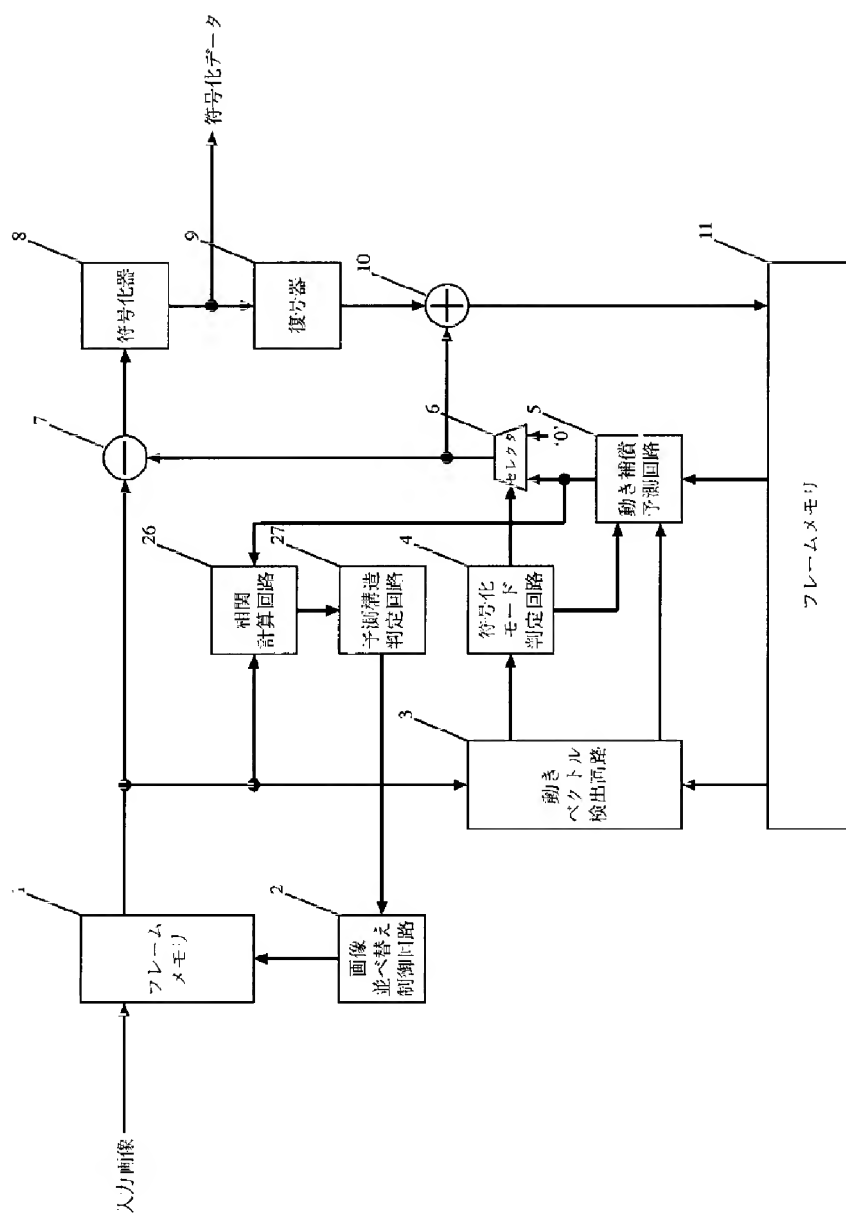 入力画像
1
フレーム
メモリ
2
画像
並べ替え
制御回路
3
動き
ベクトル
検出回路
26
相関
計算回路
27
予測構造
判定回路
4
符号化
モード
判定回路
5
動き補償
予測回路
6
セレクタ
‘0’
7
8
符号化器
符号化データ
9
復号器
10
11
フレームメモリ